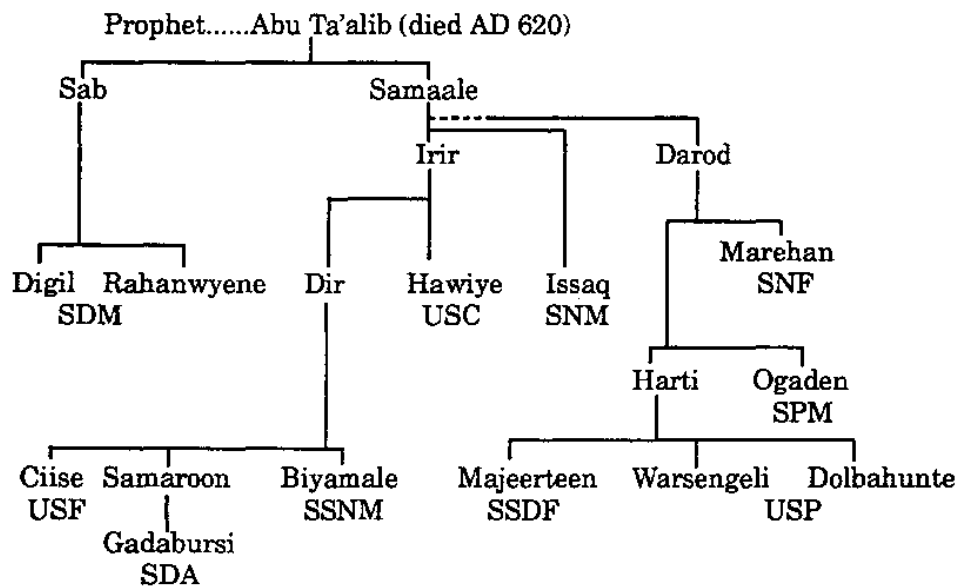 Prophet......Abu Ta'alib (died AD 620)
Sab Samaale
Irir Darod
Marehan
SNF
Digil Rahanwyene Dir Hawiye Issaq
SDM USC SNM
Harti Ogaden
SPM
Ciise Samaroon Biyamale Majeerteen Warsengeli Dolbahunte
USF SSNM SSDF USP
Gadabursi
SDA